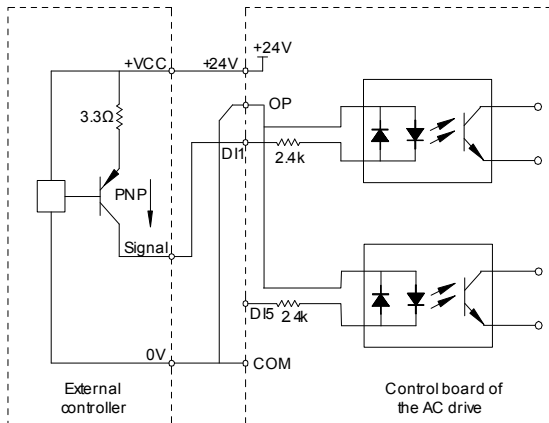 +24V
+VCC
+24V
OP
3.3Ω
DI1
2.4k
PNP
Signal
DI5
2.4k
0V
COM
External
controller
Control board of
the AC drive